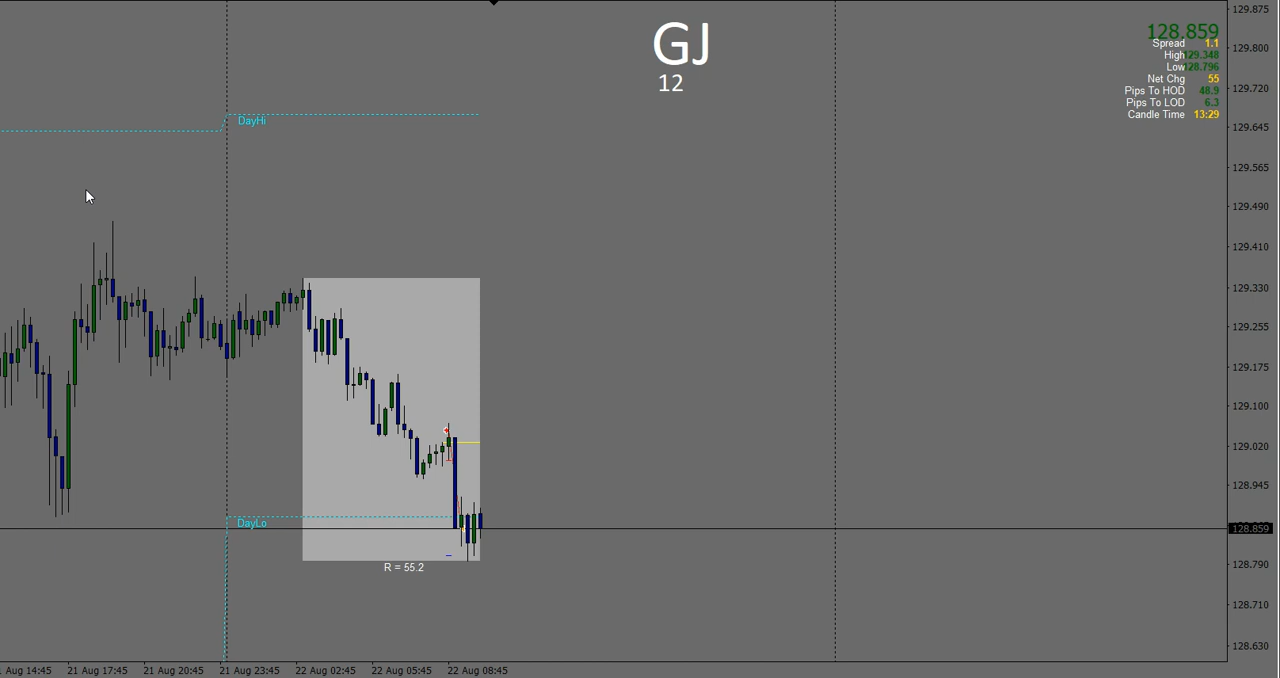 GJ
12
128.859
Spread 1.1
High 129.348
Low 128.796
Net Chg 55
Pips To HOD 48.9
Pips To LOD 6.3
Candle Time 13:29
DayHi
DayLo
R = 55.2
129.875
129.800
129.720
129.645
129.565
129.490
129.410
129.330
129.255
129.175
129.100
129.020
128.945
128.859
128.790
128.710
128.630
Aug 14:45 21 Aug 17:45 21 Aug 20:45 21 Aug 23:45 22 Aug 02:45 22 Aug 05:45 22 Aug 08:45